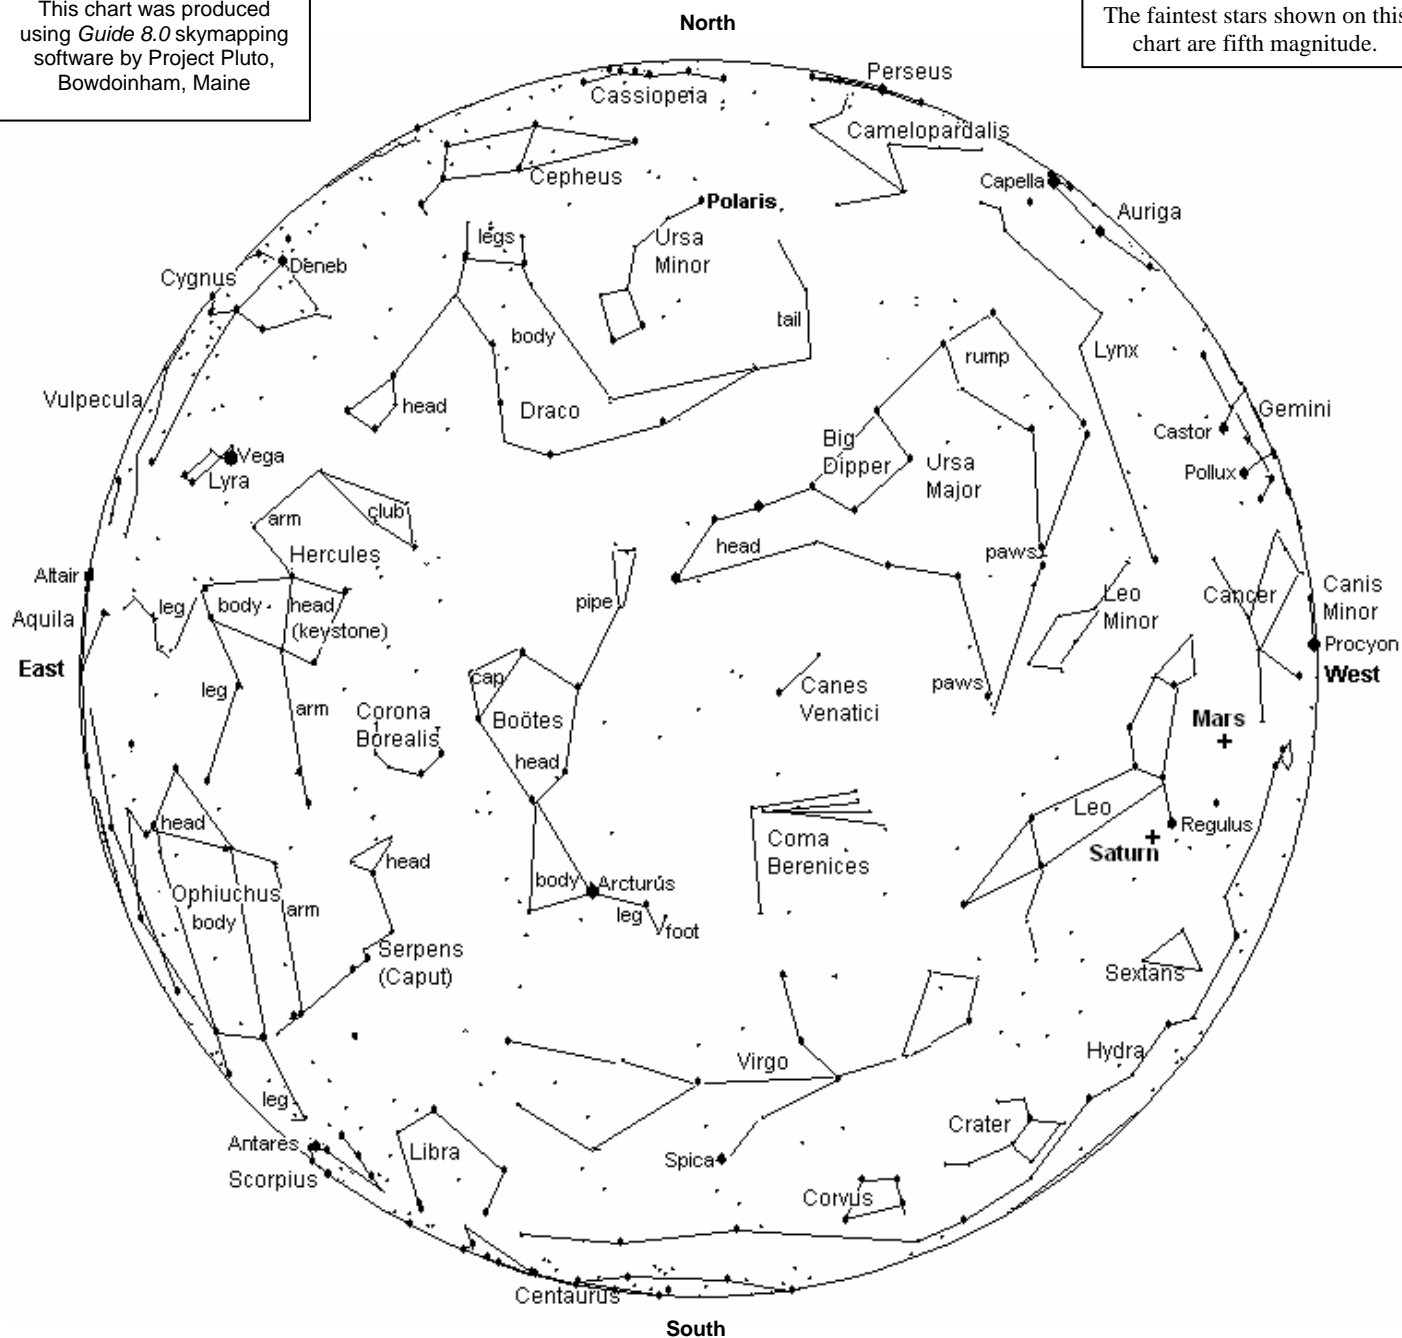 This chart was produced
using Guide 8.0 skymapping
software by Project Pluto,
Bowdoinham, Maine
North
The faintest stars shown on this
chart are fifth magnitude.
Perseus
Cassiopeia
Camelopardalis
Cepheus
Capella
Polaris
Auriga
legs
Ursa
Minor
Deneb
Cygnus
tail
body
rump
Lynx
Vulpecula
head
Draco
Gemini
Castor
Big
Dipper
Ursa
Major
Vega
Lyra
Pollux
club
arm
head
paws
Hercules
Altair
Aquila
leg
body
head
(keystone)
pipe
Leo
Minor
Cancer
Canis
Minor
Procyon
East
West
leg
arm
cap
Canes
Venatici
paws
Corona
Borealis
Boötes
Mars
head
Leo
head
Regulus
Coma
Berenices
Saturn
head
Ophiuchus
body
arm
body
Arcturus
leg
foot
Serpens
(Caput)
Sextans
Virgo
Hydra
leg
Crater
Antares
Libra
Spica
Scorpius
Corvus
Centaurus
South